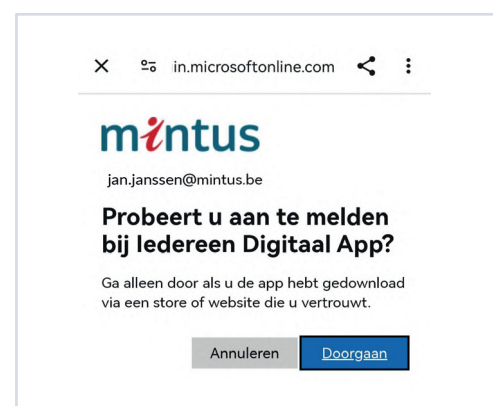 in.microsoftonline.com
mintus
jan.janssen@mintus.be
Probeert u aan te melden
bij Iedereen Digitaal App?
Ga alleen door als u de app hebt gedownload
via een store of website die u vertrouwt.
Annuleren Doorgaan